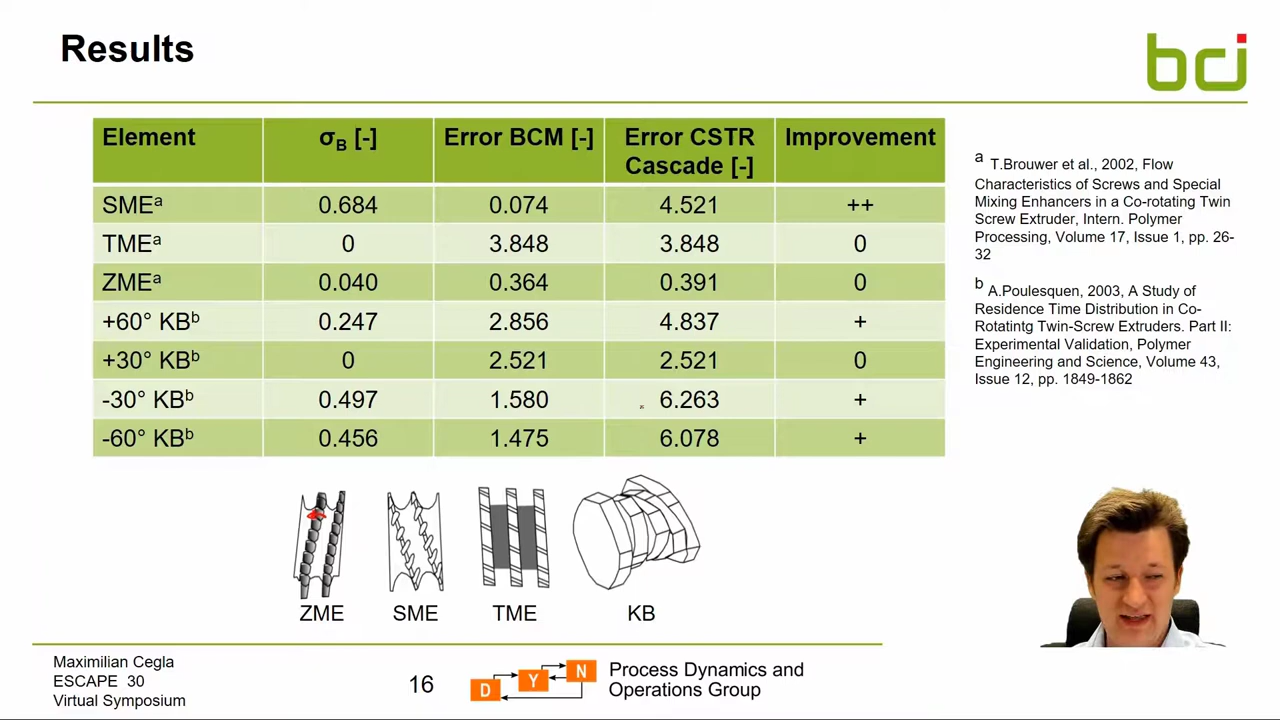 Results
bci
Element σB [-] Error BCM [-] Error CSTR Cascade [-] Improvement
SMEᵃ 0.684 0.074 4.521 ++
TMEᵃ 0 3.848 3.848 0
ZMEᵃ 0.040 0.364 0.391 0
+60° KBᵇ 0.247 2.856 4.837 +
+30° KBᵇ 0 2.521 2.521 0
-30° KBᵇ 0.497 1.580 6.263 +
-60° KBᵇ 0.456 1.475 6.078 +
a T.Brouwer et al., 2002, Flow
Characteristics of Screws and Special
Mixing Enhancers in a Co-rotating Twin
Screw Extruder, Intern. Polymer
Processing, Volume 17, Issue 1, pp. 26-
32
b A.Poulesquen, 2003, A Study of
Residence Time Distribution in Co-
Rotatintg Twin-Screw Extruders. Part II:
Experimental Validation, Polymer
Engineering and Science, Volume 43,
Issue 12, pp. 1849-1862
ZME SME TME KB
Maximilian Cegla
ESCAPE 30
Virtual Symposium
16
D Y N
Process Dynamics and
Operations Group